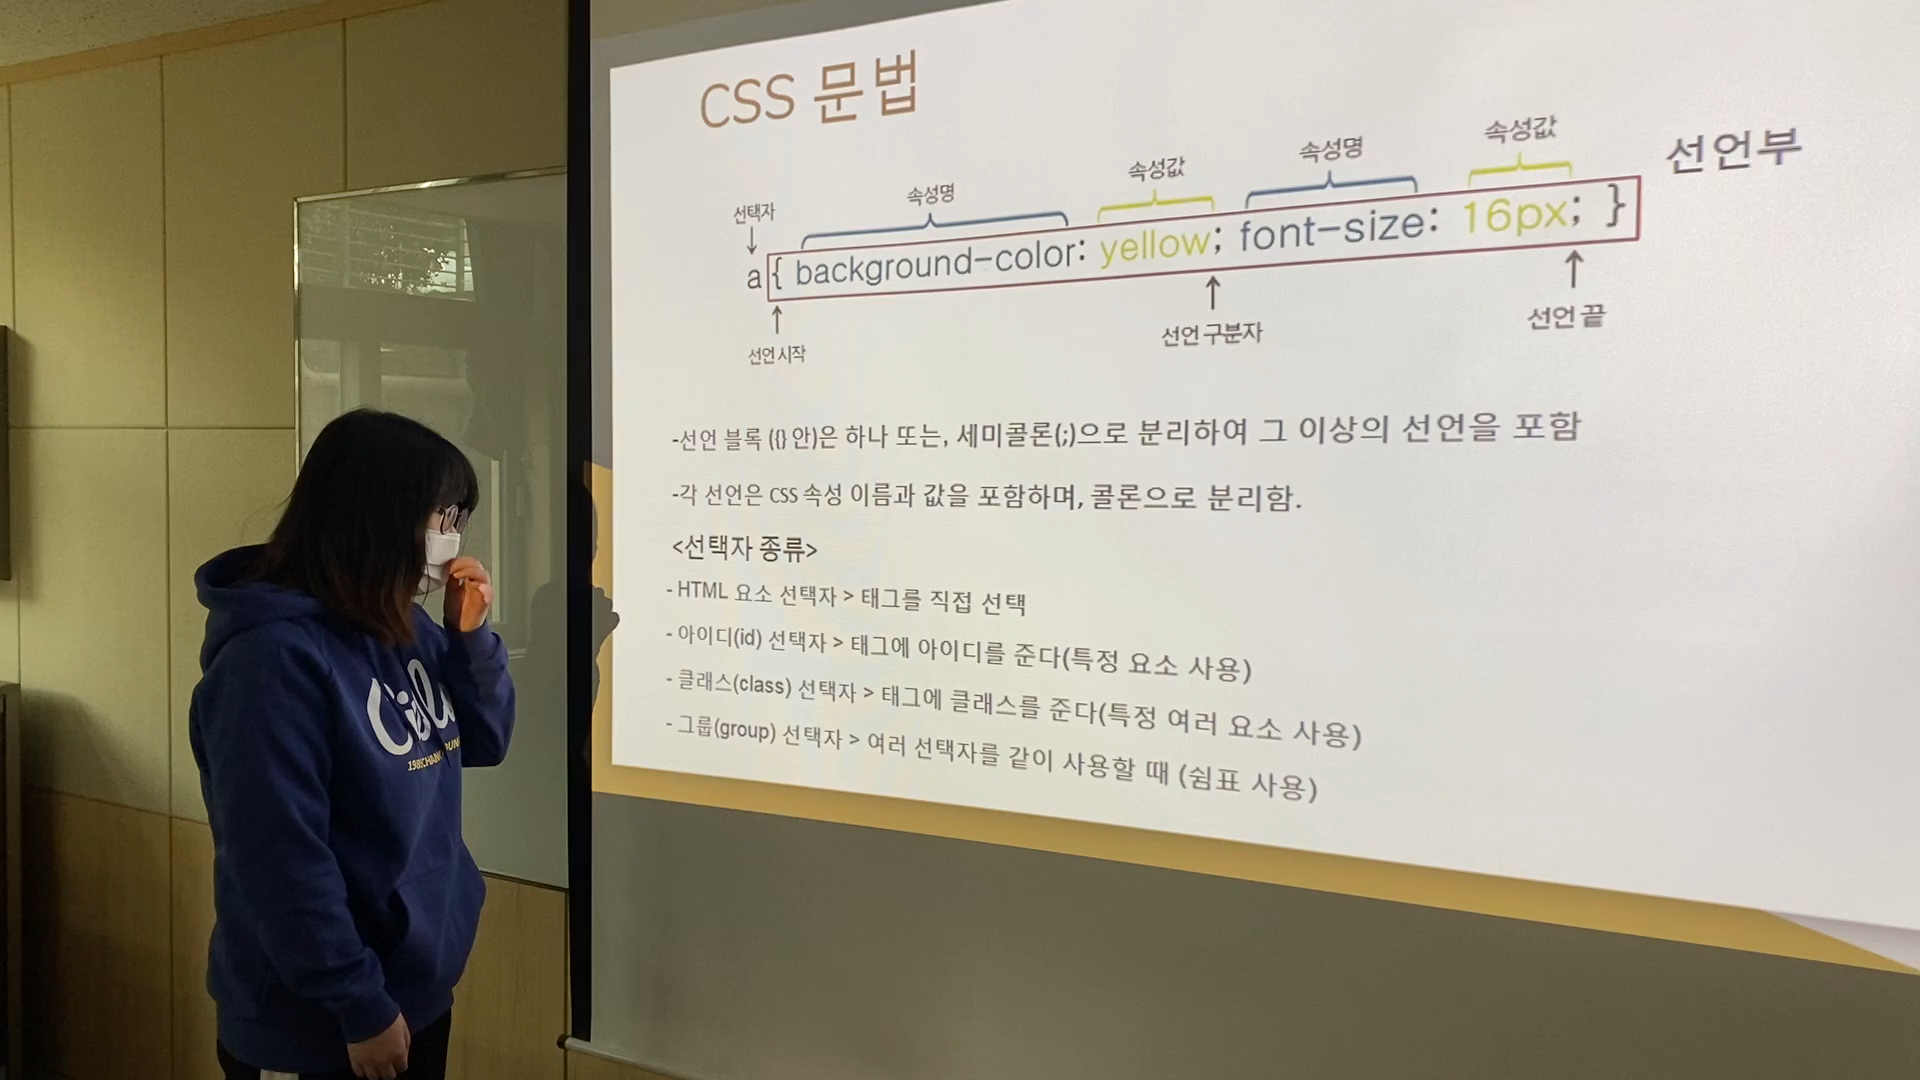 CSS 문법
속성명 속성값 속성명 속성값 선언부
선택자
a { background-color: yellow; font-size: 16px; }
선언 시작 선언 구분자 선언 끝
-선언 블록 ({} 안)은 하나 또는, 세미콜론(;)으로 분리하여 그 이상의 선언을 포함
-각 선언은 CSS 속성 이름과 값을 포함하며, 콜론으로 분리함.
<선택자 종류>
- HTML 요소 선택자 > 태그를 직접 선택
- 아이디(id) 선택자 > 태그에 아이디를 준다(특정 요소 사용)
- 클래스(class) 선택자 > 태그에 클래스를 준다(특정 여러 요소 사용)
- 그룹(group) 선택자 > 여러 선택자를 같이 사용할 때 (쉼표 사용)